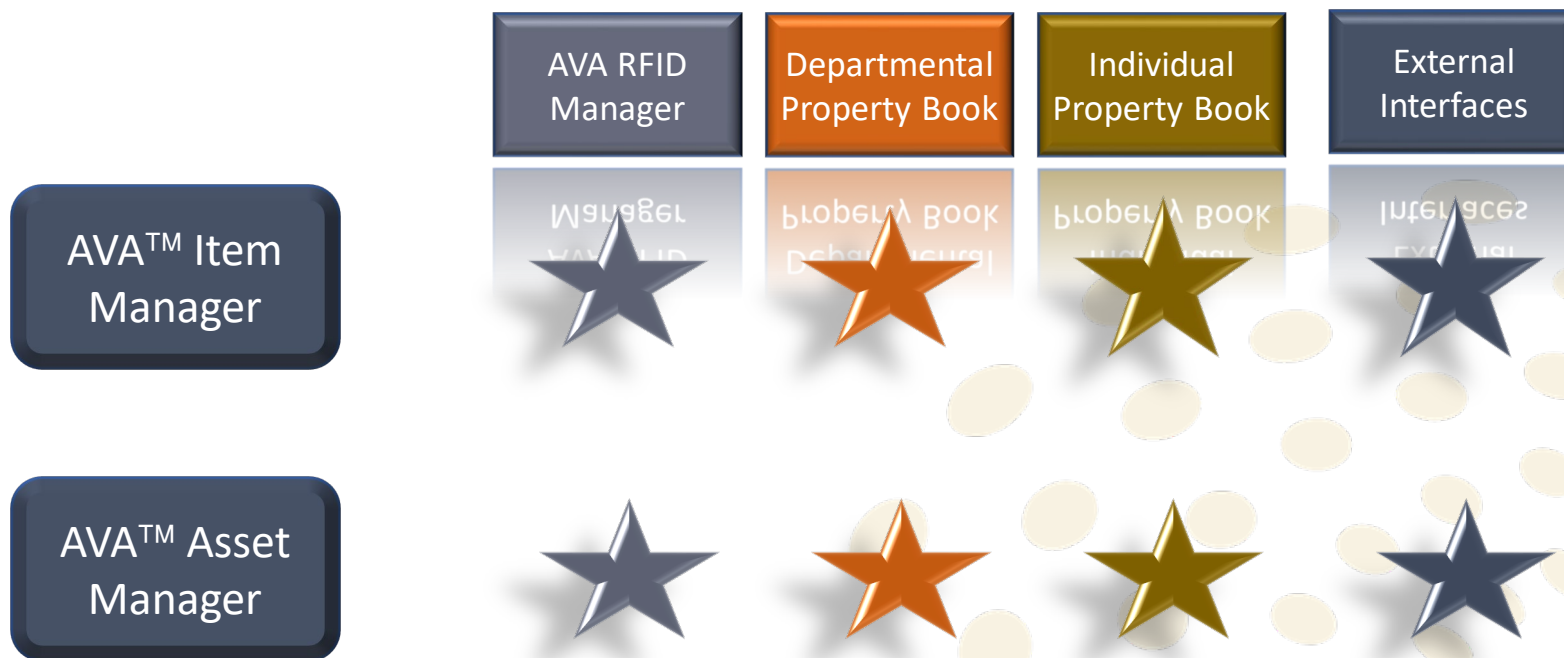 AVA RFID
Manager
Departmental
Property Book
Individual
Property Book
External
Interfaces
AVA™ Item
Manager
AVA™ Asset
Manager